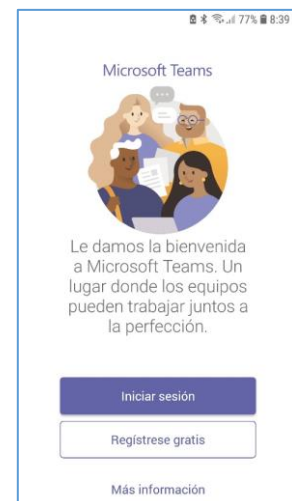 77% 8:39
Microsoft Teams
Le damos la bienvenida
a Microsoft Teams. Un
lugar donde los equipos
pueden trabajar juntos a
la perfección.
Iniciar sesión
Regístrese gratis
Más información